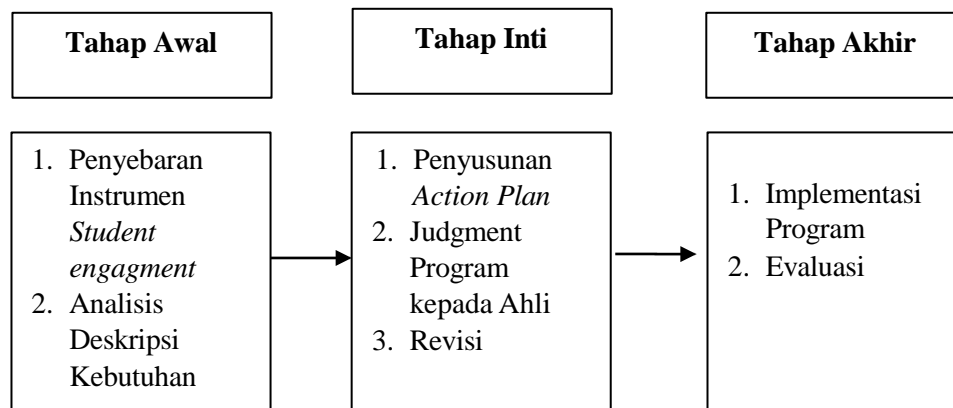 Tahap Awal
Tahap Inti
Tahap Akhir
1. Penyebaran
Instrumen
Student
engagment
2. Analisis
Deskripsi
Kebutuhan
1. Penyusunan
Action Plan
2. Judgment
Program
kepada Ahli
3. Revisi
1. Implementasi
Program
2. Evaluasi